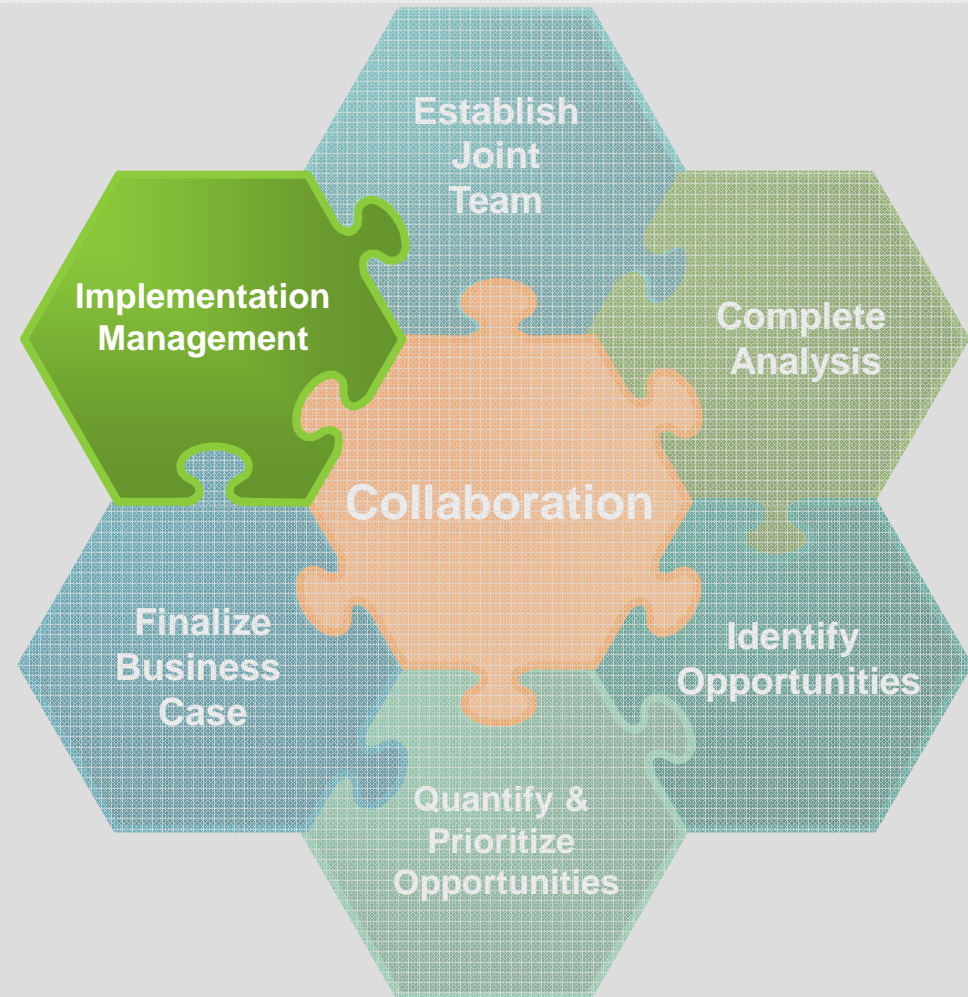 Establish
Joint
Team
Complete
Analysis
Identify
Opportunities
Quantify &
Prioritize
Opportunities
Finalize
Business
Case
Implementation
Management
Collaboration